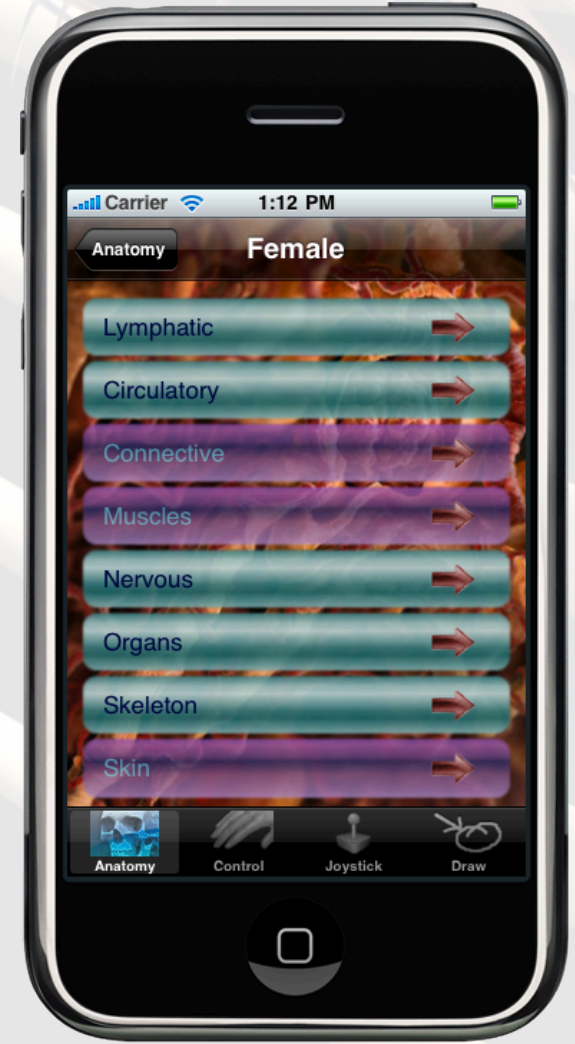 Carrier 1:12 PM
Anatomy Female
Lymphatic
Circulatory
Connective
Muscles
Nervous
Organs
Skeleton
Skin
Anatomy Control Joystick Draw